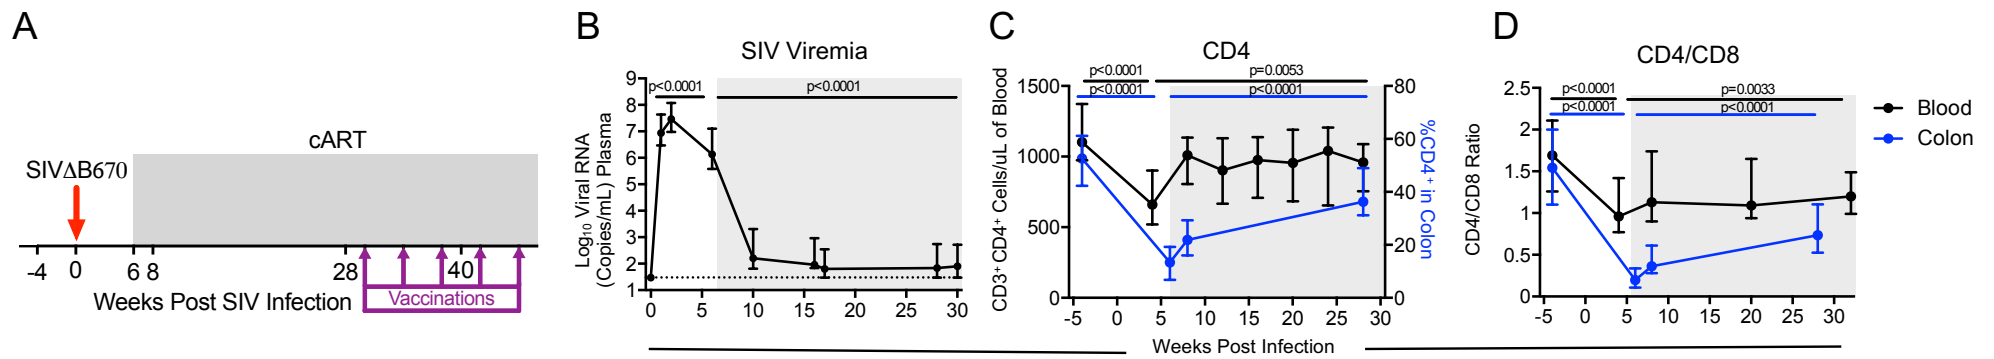 A
SIVΔB670
cART
-4 0 6 8 28 40
Weeks Post SIV Infection
Vaccinations
B
SIV Viremia
p<0.0001 p<0.0001
Log₁₀ Viral RNA
(Copies/mL) Plasma
9
8
7
6
5
4
3
2
1
0 5 10 15 20 25 30
C
CD4
p<0.0001 p=0.0053
p<0.0001 p<0.0001
CD3⁺ CD4⁺ Cells/uL of Blood
1500
1000
500
0
%CD4⁺ in Colon
80
60
40
20
0
-5 0 5 10 15 20 25 30
Weeks Post Infection
D
CD4/CD8
p<0.0001 p=0.0033
p<0.0001 p<0.0001
CD4/CD8 Ratio
2.5
2
1.5
1
0.5
0
-5 0 5 10 15 20 25 30
Blood
Colon